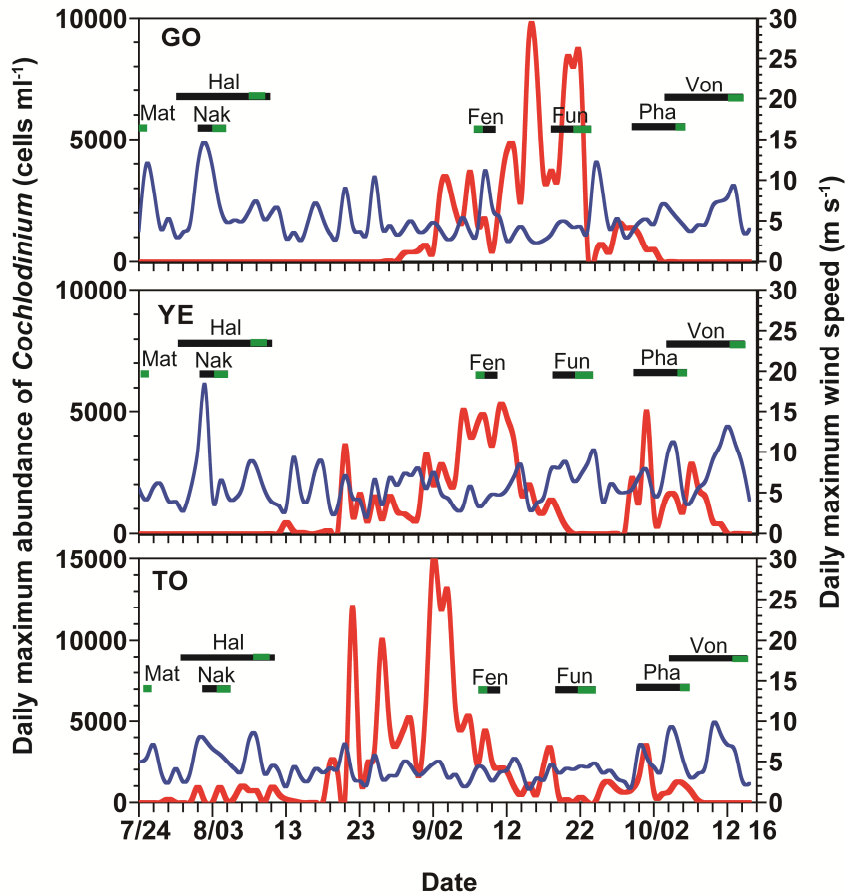 Daily maximum abundance of Cochlodinium (cells ml-1)
Daily maximum wind speed (m s-1)
GO
10000
5000
0
30
25
20
15
10
5
0
Mat
Hal
Nak
Fen
Fun
Pha
Von
YE
10000
5000
0
30
25
20
15
10
5
0
Mat
Hal
Nak
Fen
Fun
Pha
Von
TO
15000
10000
5000
0
30
25
20
15
10
5
0
Mat
Hal
Nak
Fen
Fun
Pha
Von
7/24 8/03 13 23 9/02 12 22 10/02 12 16
Date